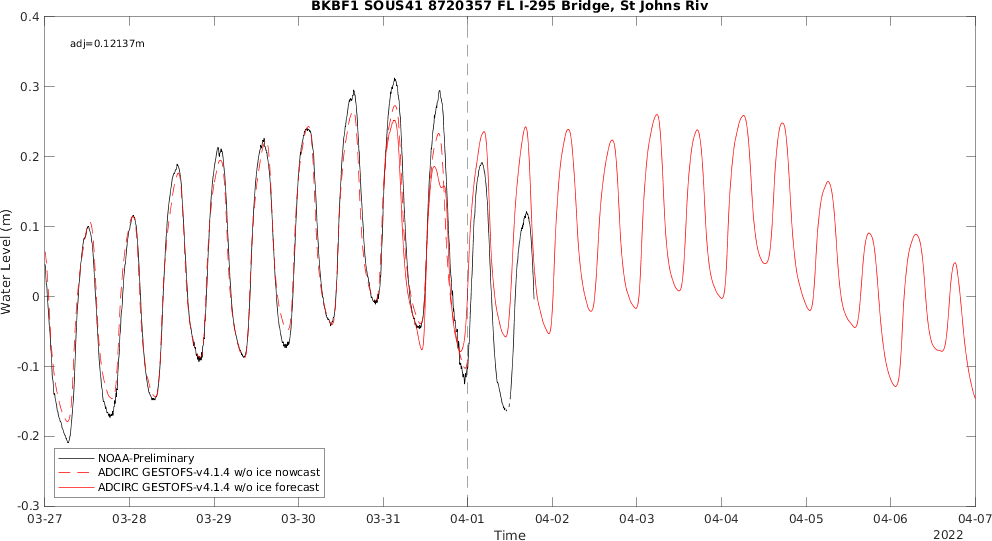 BKBF1 SOUS41 8720357 FL I-295 Bridge, St Johns Riv
adj=0.12137m
Water Level (m)
0.4
0.3
0.2
0.1
0
-0.1
-0.2
-0.3
NOAA-Preliminary
ADCIRC GESTOFS-v4.1.4 w/o ice nowcast
ADCIRC GESTOFS-v4.1.4 w/o ice forecast
03-27 03-28 03-29 03-30 03-31 04-01 04-02 04-03 04-04 04-05 04-06 04-07
Time
2022